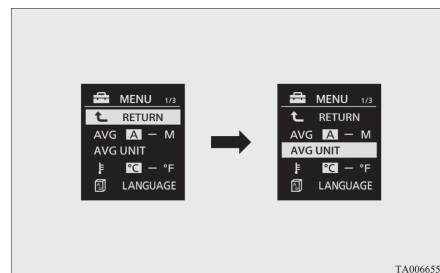 MENU 1/3
RETURN
AVG A – M
AVG UNIT
°C – °F
LANGUAGE
MENU 1/3
RETURN
AVG A – M
AVG UNIT
°C – °F
LANGUAGE
TA006655